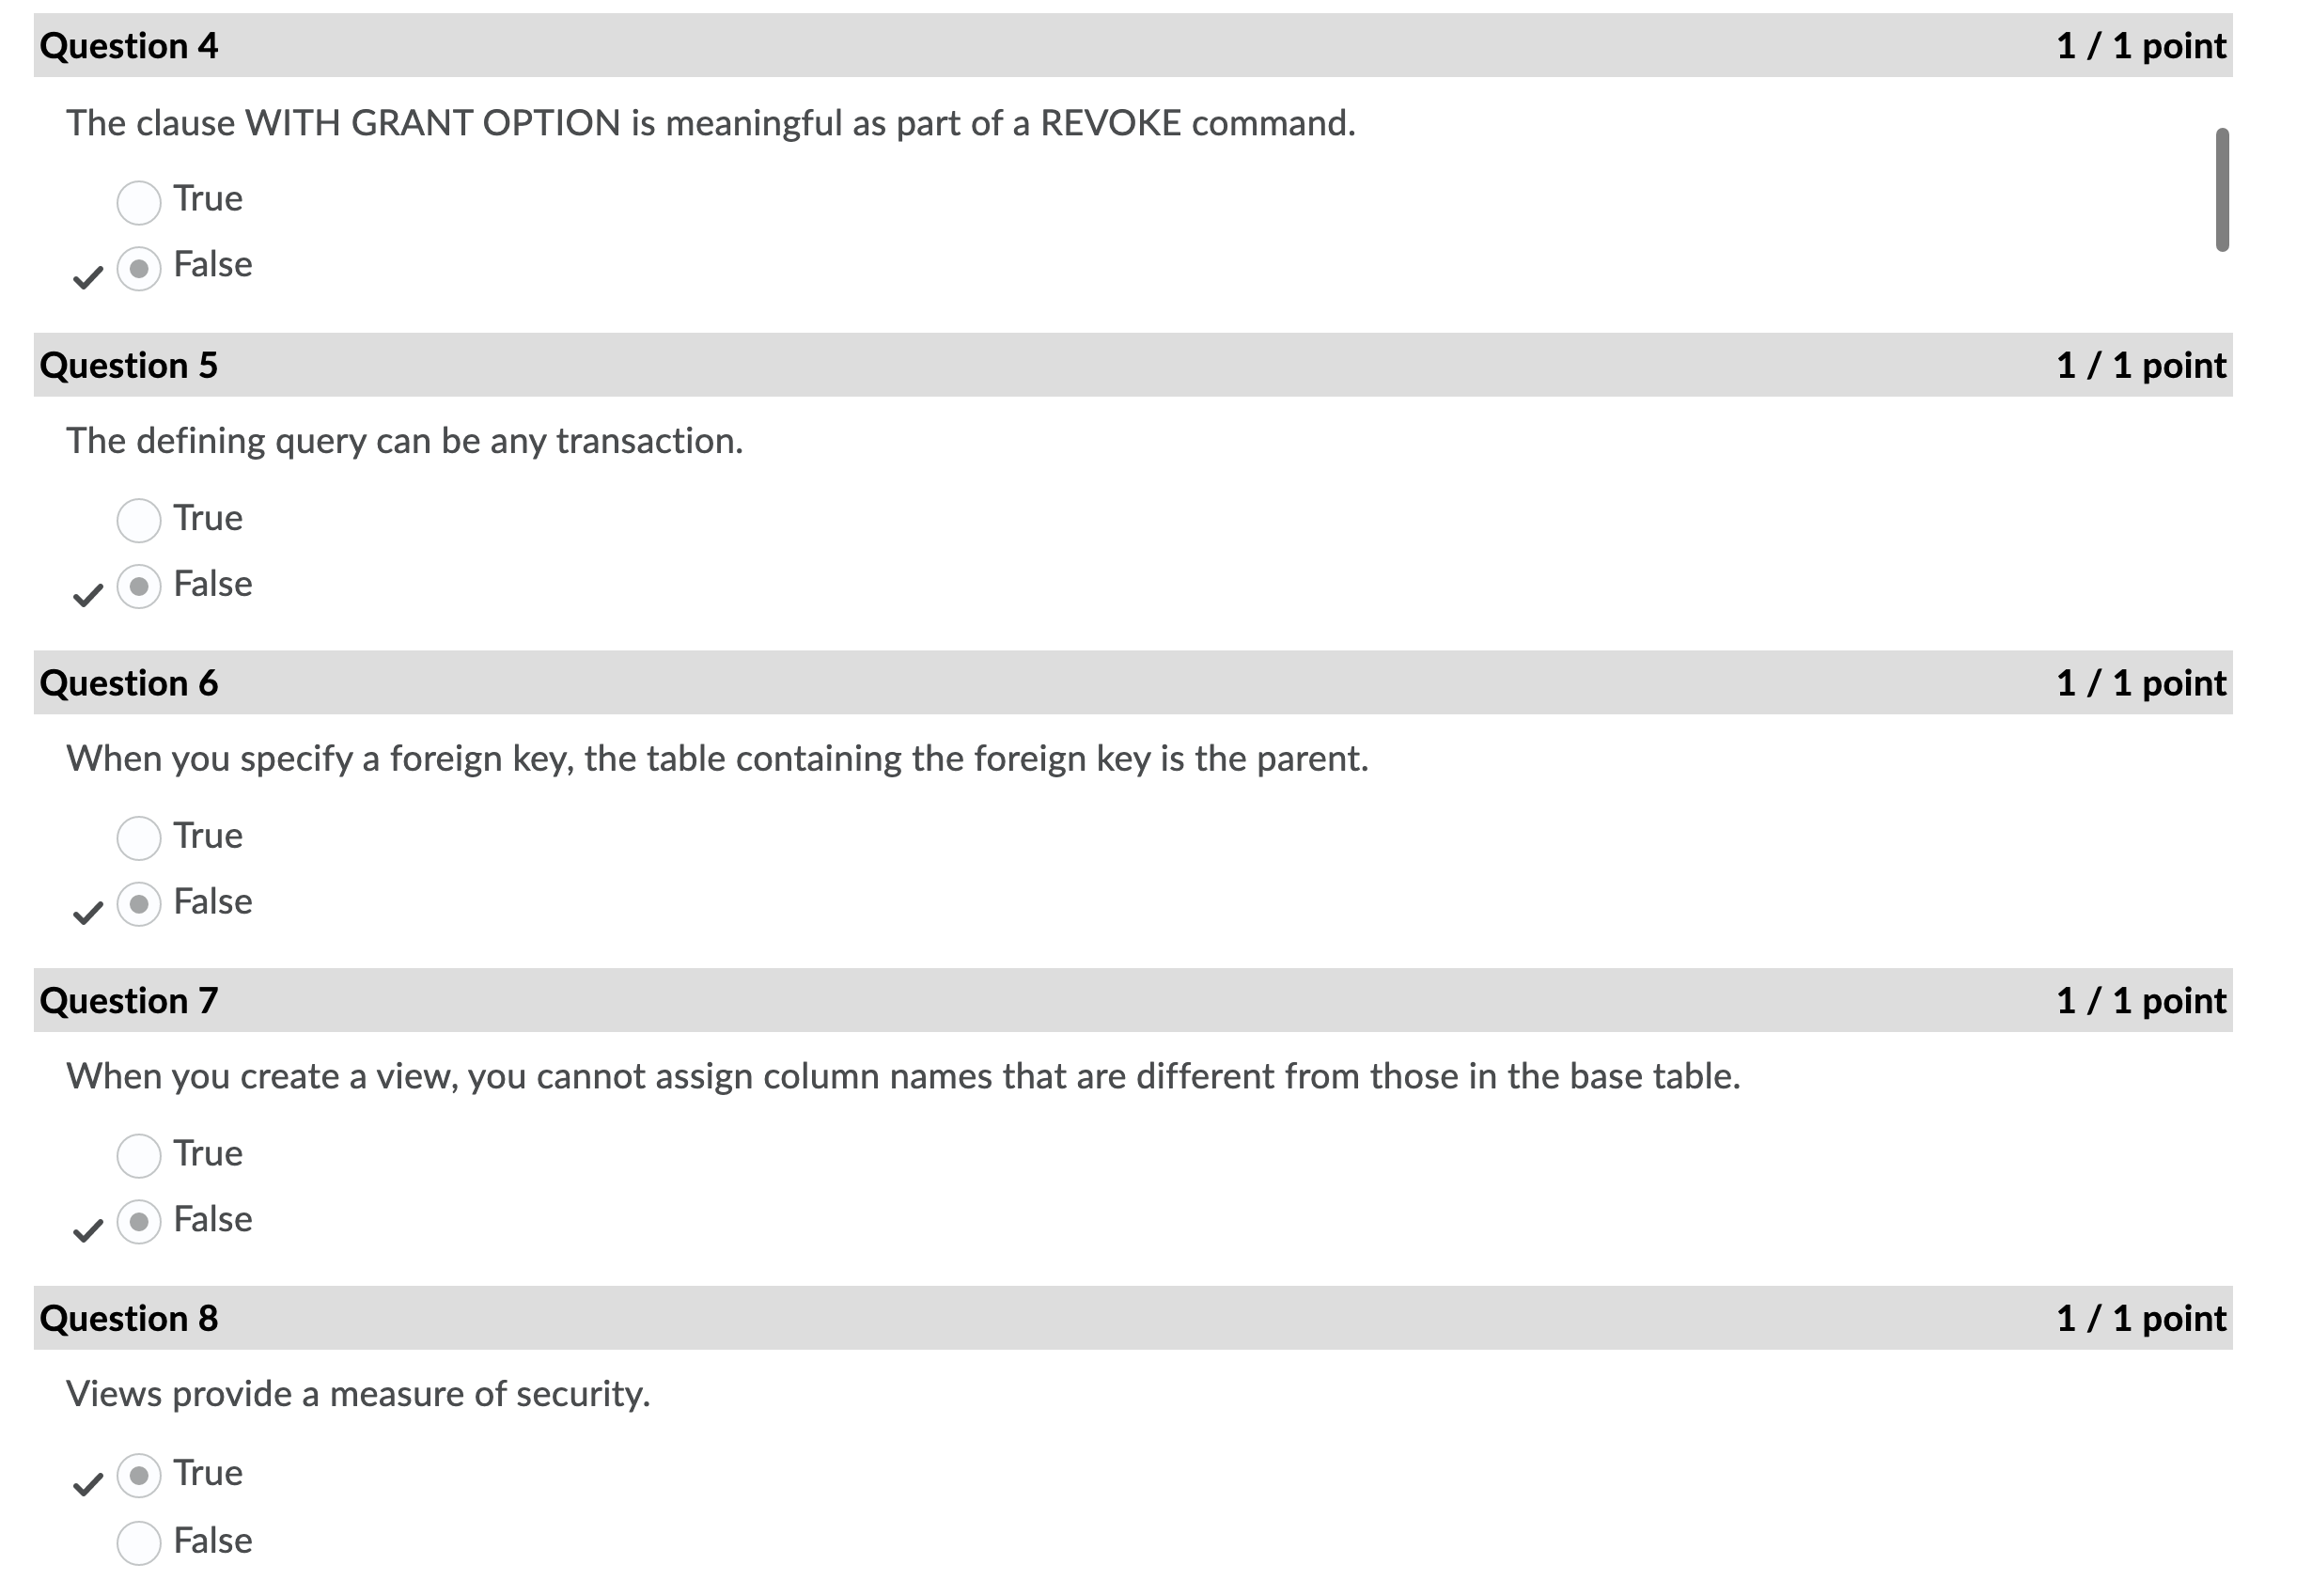 Question 4 1 / 1 point
The clause WITH GRANT OPTION is meaningful as part of a REVOKE command.
True
False
Question 5 1 / 1 point
The defining query can be any transaction.
True
False
Question 6 1 / 1 point
When you specify a foreign key, the table containing the foreign key is the parent.
True
False
Question 7 1 / 1 point
When you create a view, you cannot assign column names that are different from those in the base table.
True
False
Question 8 1 / 1 point
Views provide a measure of security.
True
False